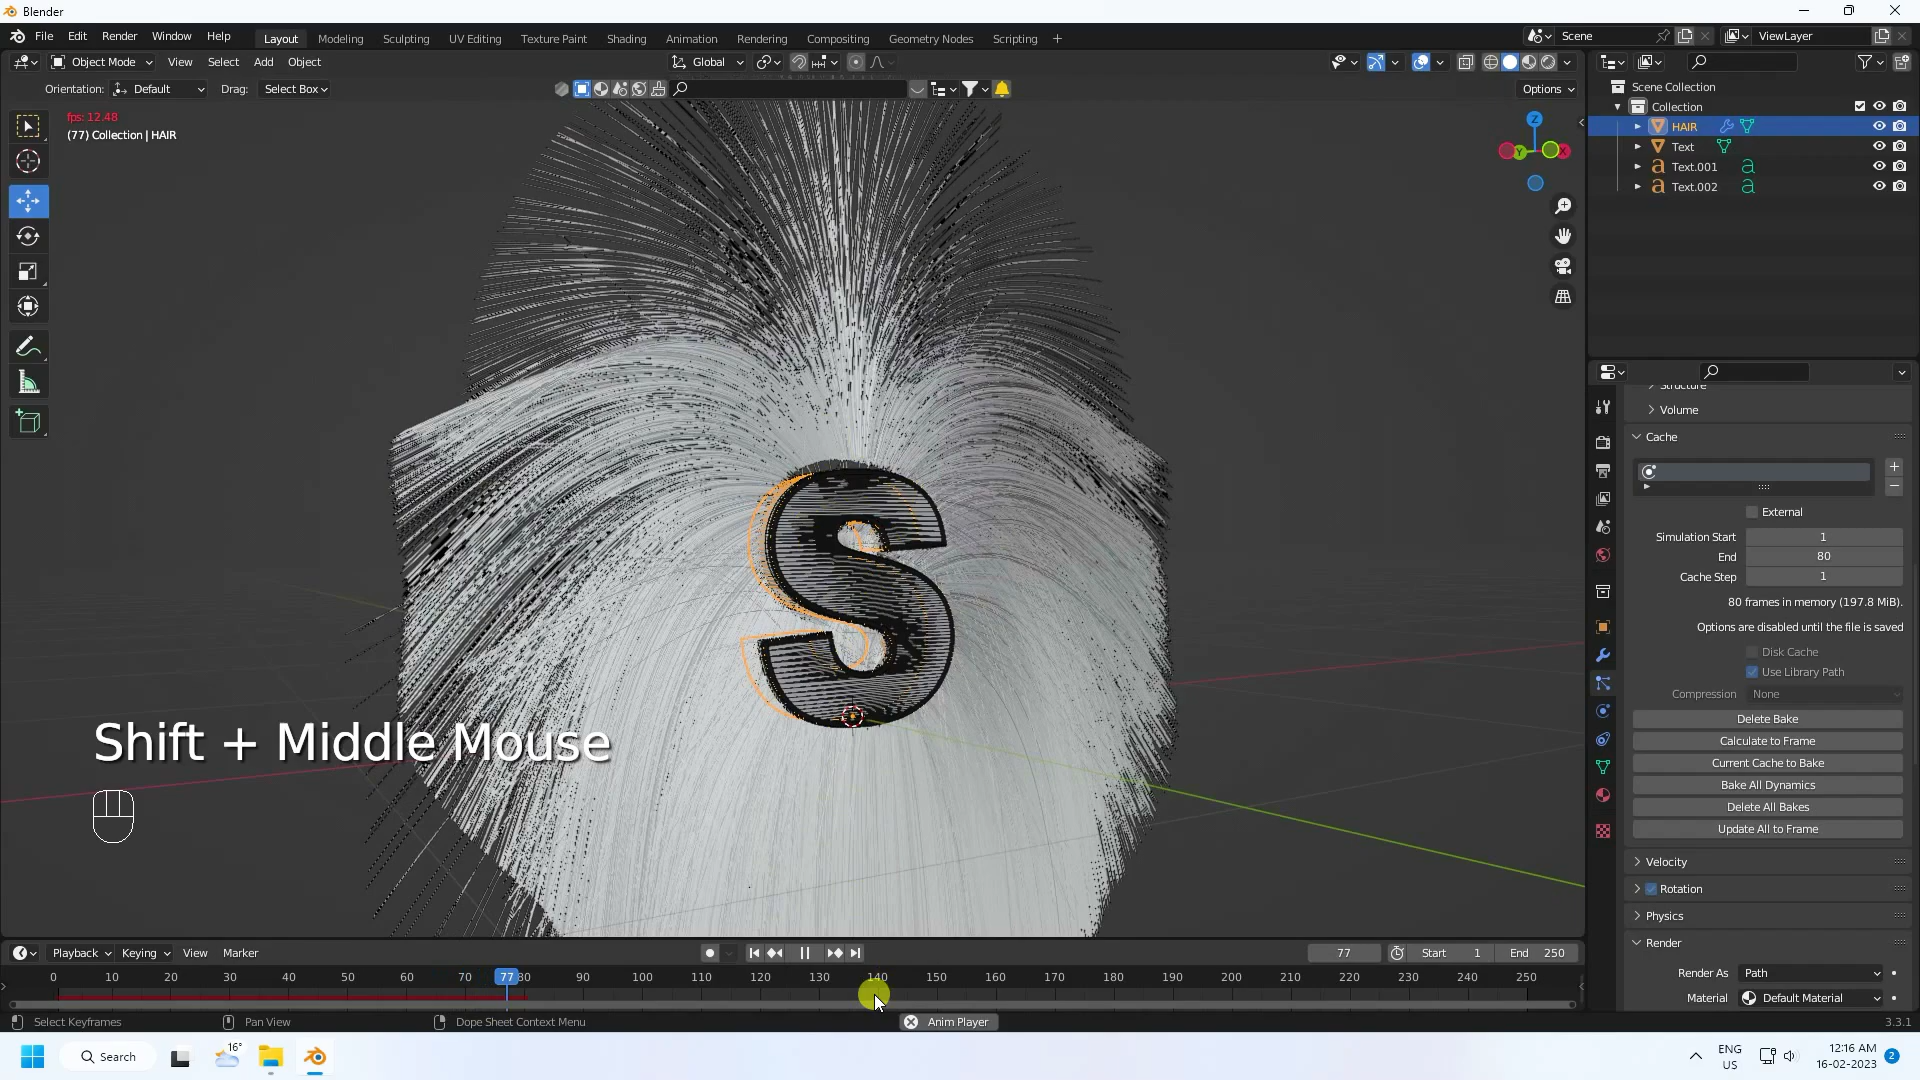 Blender
File Edit Render Window Help
Layout Modeling Sculpting UV Editing Texture Paint Shading Animation Rendering Compositing Geometry Nodes Scripting +
Scene
ViewLayer
Object Mode View Select Add Object
Global
Orientation: Default Drag: Select Box
Options
fps: 12.48
(77) Collection | HAIR
Z
Y
X
S
Shift + Middle Mouse
Scene Collection
Collection
HAIR
Text
Text.001
Text.002
Structure
Volume
Cache
External
Simulation Start 1
End 80
Cache Step 1
80 frames in memory (197.8 MiB).
Options are disabled until the file is saved
Disk Cache
Use Library Path
Compression None
Delete Bake
Calculate to Frame
Current Cache to Bake
Bake All Dynamics
Delete All Bakes
Update All to Frame
Velocity
Rotation
Physics
Render
Render As Path
Material Default Material
Playback Keying View Marker
77 Start 1 End 250
0 10 20 30 40 50 60 70 77 80 90 100 110 120 130 140 150 160 170 180 190 200 210 220 230 240 250
Select Keyframes Pan View Dope Sheet Context Menu Anim Player 3.3.1
Search
16°
ENG
US
12:16 AM
16-02-2023
2